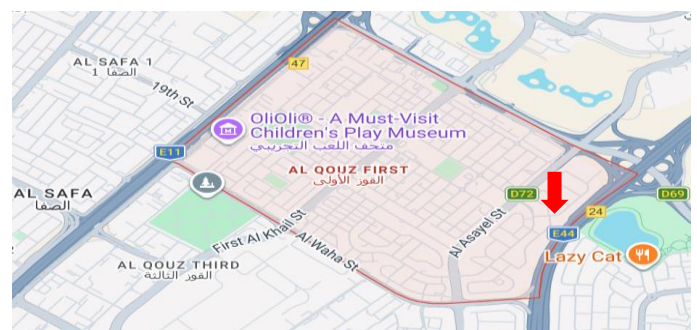 AL SAFA 1
الصفا 1
47
19th St
OliOli® - A Must-Visit
Children's Play Museum
متحف اللعب التجريبي
E11
AL QOUZ FIRST
القوز الأولى
AL SAFA
الصفا
D72
D69
24
First Al Khail St
Al Asayel St
E44
Al Waha St
Lazy Cat
AL QOUZ THIRD
القوز الثالثة